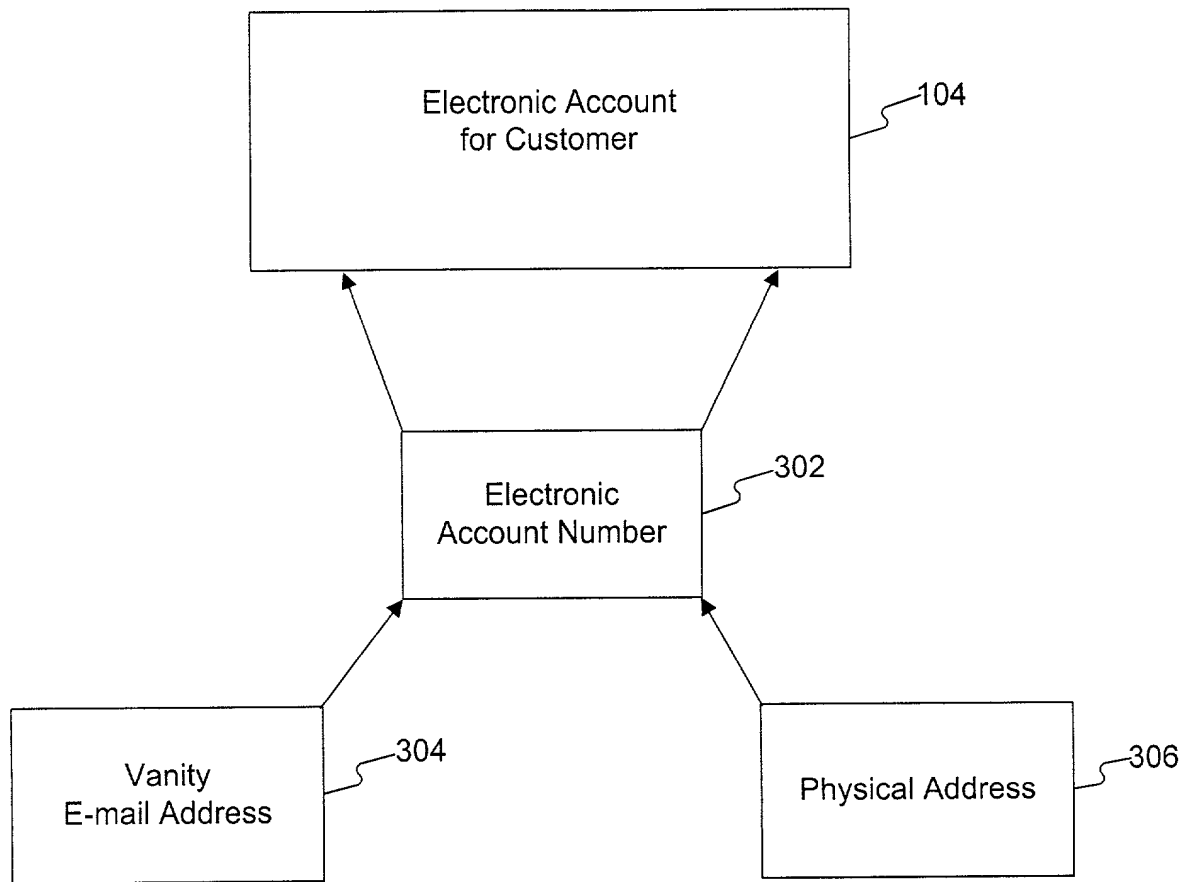 Electronic Account
for Customer
104
Electronic
Account Number
302
Vanity
E-mail Address
304
Physical Address
306